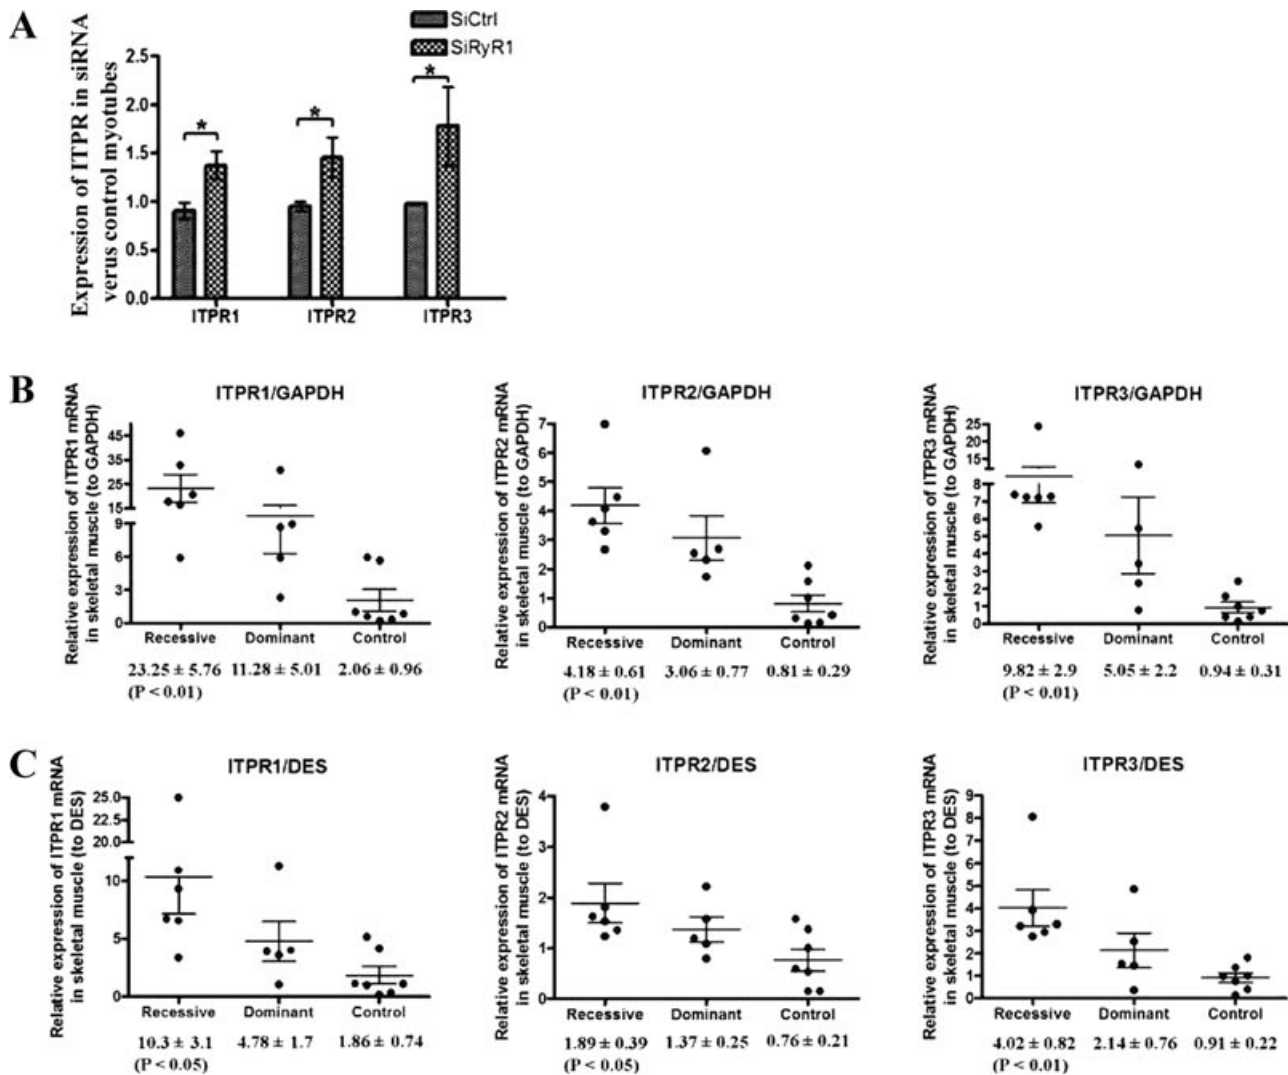 A
SiCtrl
SiRyR1
Expression of ITPR in siRNA
verus control myotubes
2.5
2.0
1.5
1.0
0.5
0.0
*
*
*
ITPR1 ITPR2 ITPR3
B
ITPR1/GAPDH
Relative expression of ITPR1 mRNA
in skeletal muscle (to GAPDH)
45
25
15
9
6
3
0
Recessive Dominant Control
23.25 ± 5.76 11.28 ± 5.01 2.06 ± 0.96
(P < 0.01)
ITPR2/GAPDH
Relative expression of ITPR2 mRNA
in skeletal muscle (to GAPDH)
7
6
5
4
3
2
1
0
Recessive Dominant Control
4.18 ± 0.61 3.06 ± 0.77 0.81 ± 0.29
(P < 0.01)
ITPR3/GAPDH
Relative expression of ITPR3 mRNA
in skeletal muscle (to GAPDH)
25
20
15
10
8
7
6
5
4
3
2
1
0
Recessive Dominant Control
9.82 ± 2.9 5.05 ± 2.2 0.94 ± 0.31
(P < 0.01)
C
ITPR1/DES
Relative expression of ITPR1 mRNA
in skeletal muscle (to DES)
25.0
22.5
20.0
10
5
0
Recessive Dominant Control
10.3 ± 3.1 4.78 ± 1.7 1.86 ± 0.74
(P < 0.05)
ITPR2/DES
Relative expression of ITPR2 mRNA
in skeletal muscle (to DES)
4
3
2
1
0
Recessive Dominant Control
1.89 ± 0.39 1.37 ± 0.25 0.76 ± 0.21
(P < 0.05)
ITPR3/DES
Relative expression of ITPR3 mRNA
in skeletal muscle (to DES)
9
8
7
6
5
4
3
2
1
0
Recessive Dominant Control
4.02 ± 0.82 2.14 ± 0.76 0.91 ± 0.22
(P < 0.01)